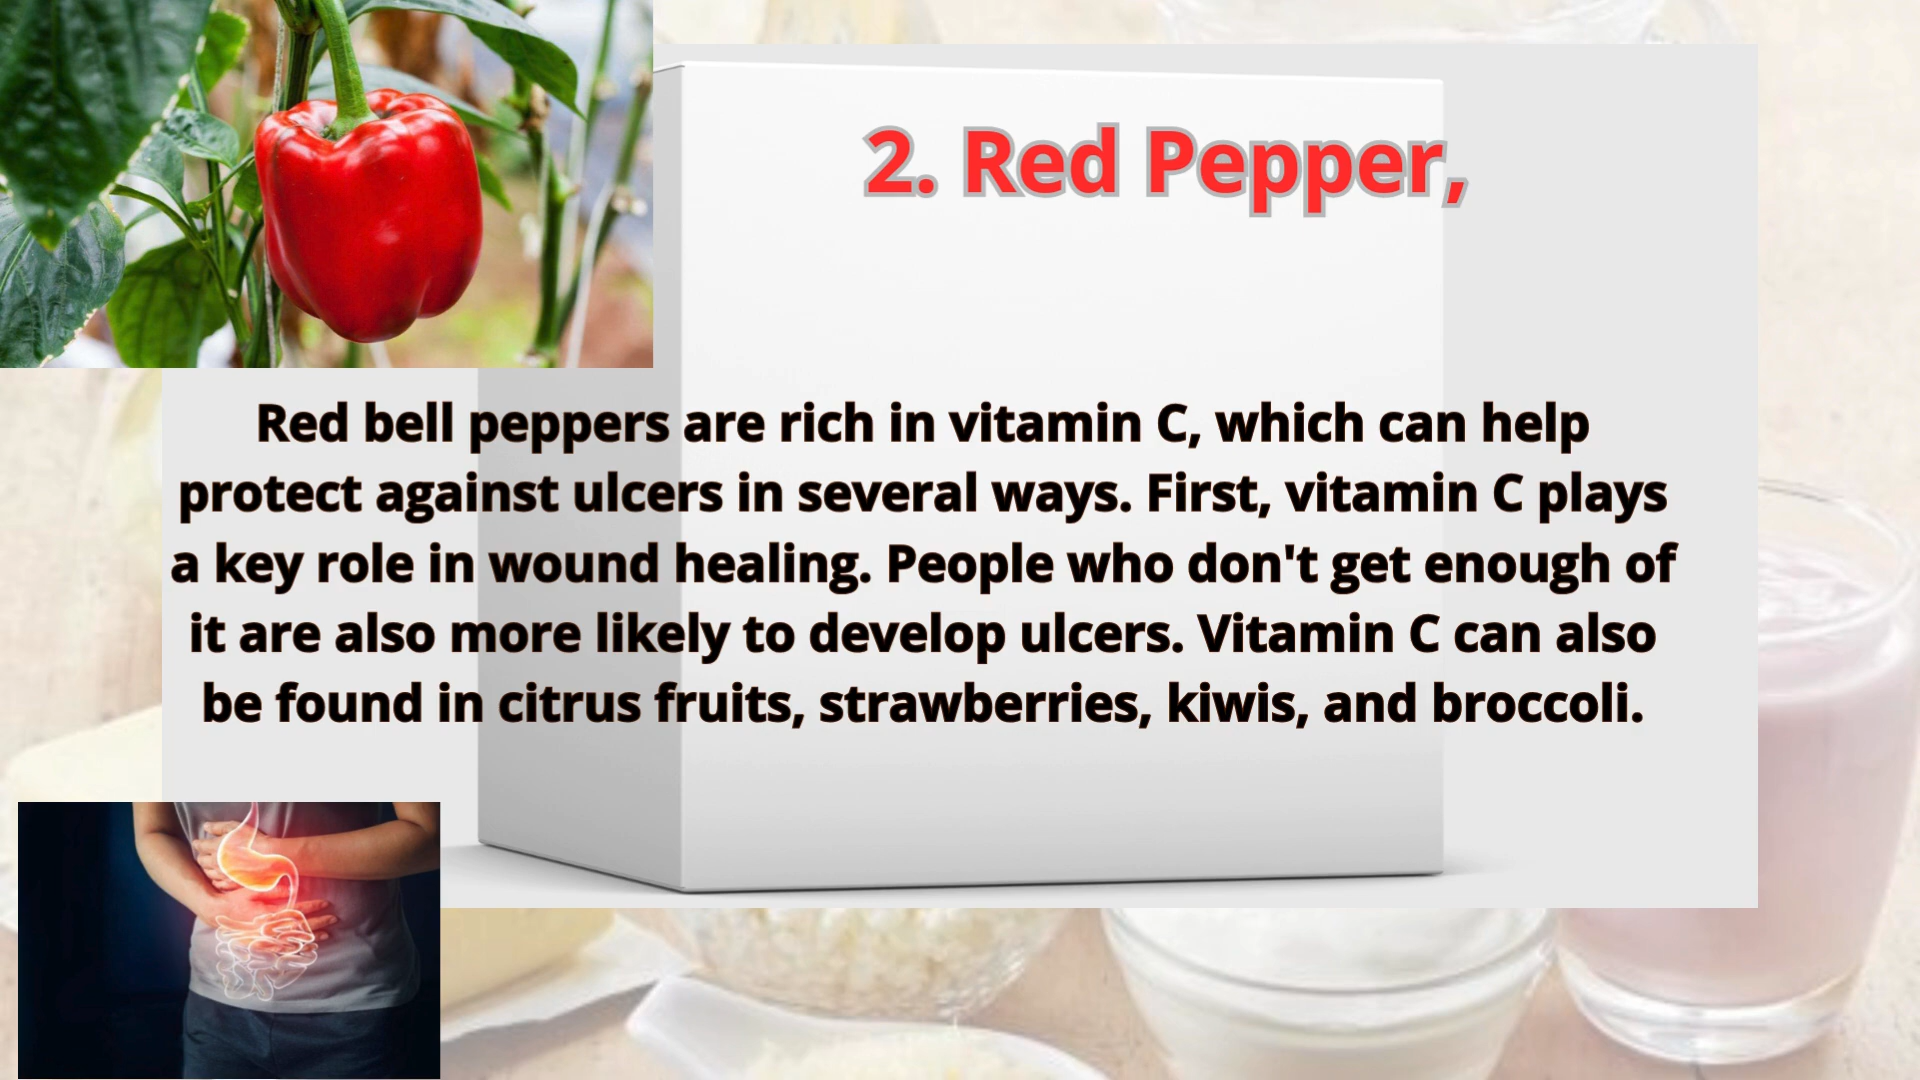 2. Red Pepper,
Red bell peppers are rich in vitamin C, which can help
protect against ulcers in several ways. First, vitamin C plays
a key role in wound healing. People who don't get enough of
it are also more likely to develop ulcers. Vitamin C can also
be found in citrus fruits, strawberries, kiwis, and broccoli.